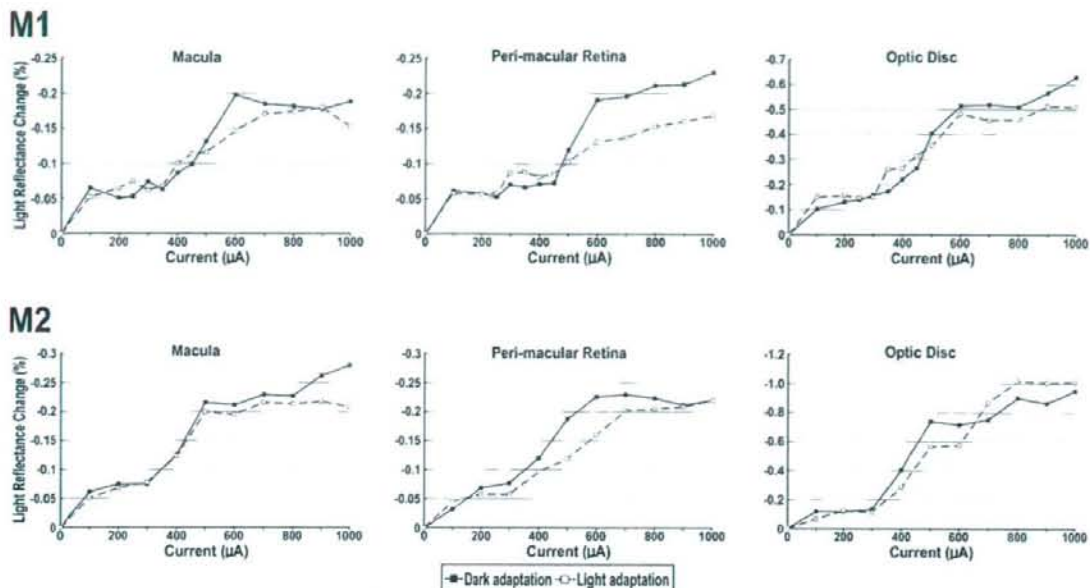 M1
Macula
Peri-macular Retina
Optic Disc
Light Reflectance Change (%)
-0.25
-0.2
-0.15
-0.1
-0.05
0
0 200 400 600 800 1000
Current (µA)
-0.25
-0.2
-0.15
-0.1
-0.05
0
0 200 400 600 800 1000
Current (µA)
-0.7
-0.6
-0.5
-0.4
-0.3
-0.2
-0.1
0
0 200 400 600 800 1000
Current (µA)
M2
Macula
Peri-macular Retina
Optic Disc
Light Reflectance Change (%)
-0.3
-0.25
-0.2
-0.15
-0.1
-0.05
0
0 200 400 600 800 1000
Current (µA)
-0.3
-0.25
-0.2
-0.15
-0.1
-0.05
0
0 200 400 600 800 1000
Current (µA)
-1.2
-1.0
-0.8
-0.6
-0.4
-0.2
0
0 200 400 600 800 1000
Current (µA)
Dark adaptation Light adaptation